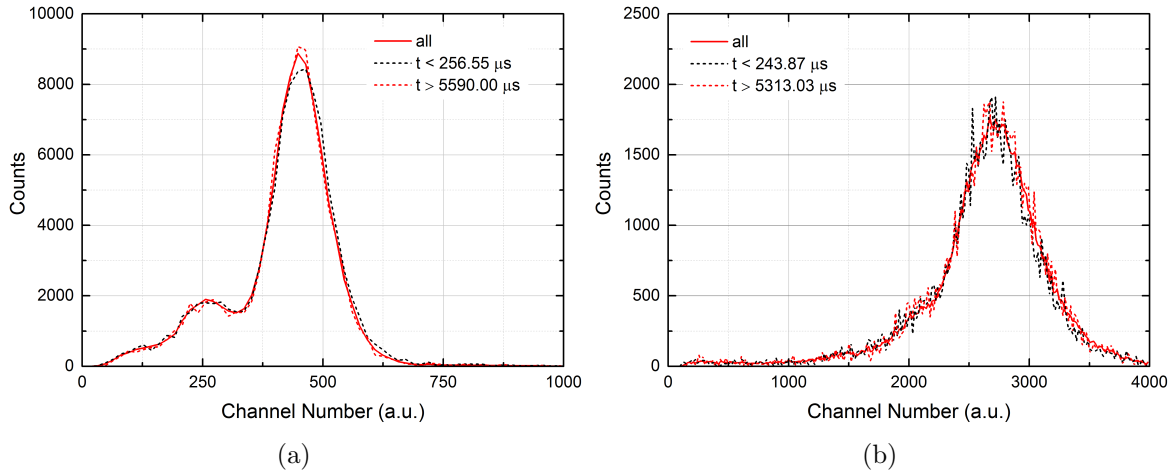 10000
8000
6000
4000
2000
0
Counts
all
t < 256.55 μs
t > 5590.00 μs
0 250 500 750 1000
Channel Number (a.u.)
(a)
2500
2000
1500
1000
500
0
Counts
all
t < 243.87 μs
t > 5313.03 μs
0 1000 2000 3000 4000
Channel Number (a.u.)
(b)